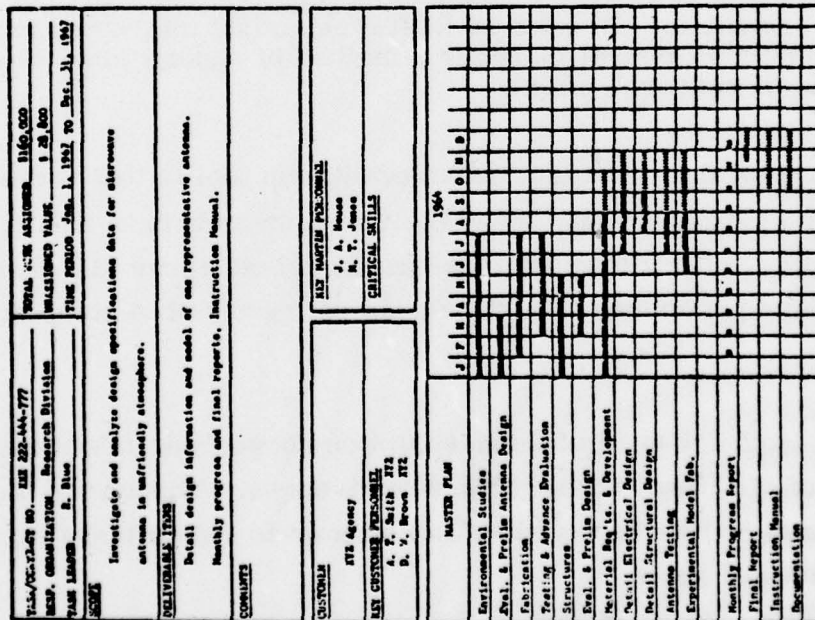 TASK/CONTRACT NO. XYZ 222-444-777
RESP. ORGANIZATION Research Division
TASK LEADER R. Blue
TOTAL ASSIGNED $160,000
UNASSIGNED VALUE $ 28,800
TIME PERIOD Jan. 1, 1967 TO Dec. 31, 1967
SCOPE
Investigate and analyze design specification data for microwave
antenna unfriendly atmosphere.
DELIVERABLE ITEMS
Detail design information and model of one representative antenna.
Monthly progress and final reports. Instruction Manual.
COMMENTS
CUSTOMER
XYZ Agency
KEY CUSTOMER PERSONNEL
A. P. Smith XYZ
D. V. Brown XYZ
KEY MARTIN PERSONNEL
J. A. House
M. T. Jones
CRITICAL SKILLS
MASTER PLAN
J F M A M J J A S O N D
Environmental Studies
Eval. & Prelim Antenna Design
Fabrication
Testing & Advance Evaluation
Structures
Eval. & Prelim Design
Material Req'ts. & Development
Detail Electrical Design
Detail Structural Design
Antenna Testing
Experimental Model Fab.
Monthly Progress Report
Final Report
Instruction Manual
Documentation